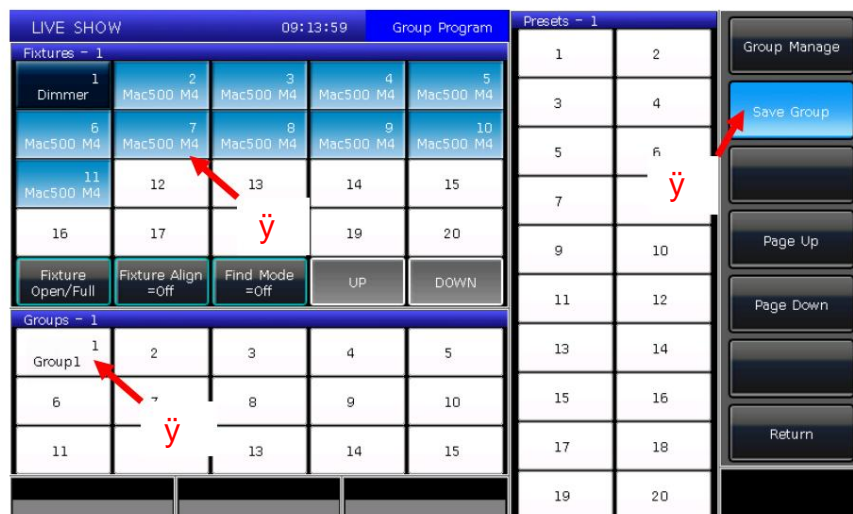 LIVE SHOW 09:13:59 Group Program
Fixtures - 1
1 2 3 4 5
Dimmer Mac500 M4 Mac500 M4 Mac500 M4 Mac500 M4
6 7 8 9 10
Mac500 M4 Mac500 M4 Mac500 M4 Mac500 M4 Mac500 M4
11 12 13 14 15
Mac500 M4
16 17 ÿ 19 20
Fixture Fixture Align Find Mode UP DOWN
Open/Full =Off =Off
Groups - 1
1 2 3 4 5
Group1
6 8 9 10
ÿ
11 13 14 15
Presets - 1
1 2
3 4
5
ÿ
7
9 10
11 12
13 14
15 16
17 18
19 20
Group Manage
Save Group
Page Up
Page Down
Return